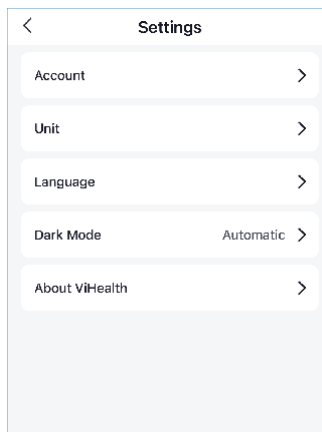 Settings
Account
Unit
Language
Dark Mode Automatic
About ViHealth